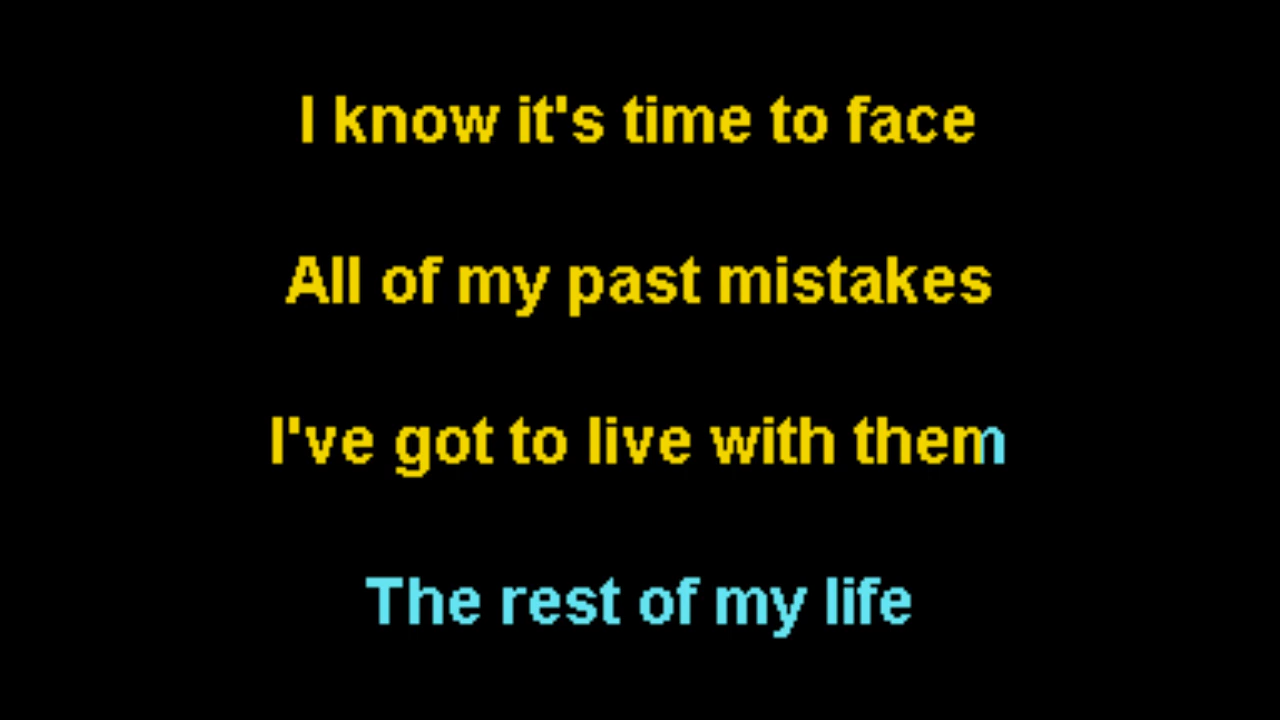 I know it's time to face
All of my past mistakes
I've got to live with them
The rest of my life